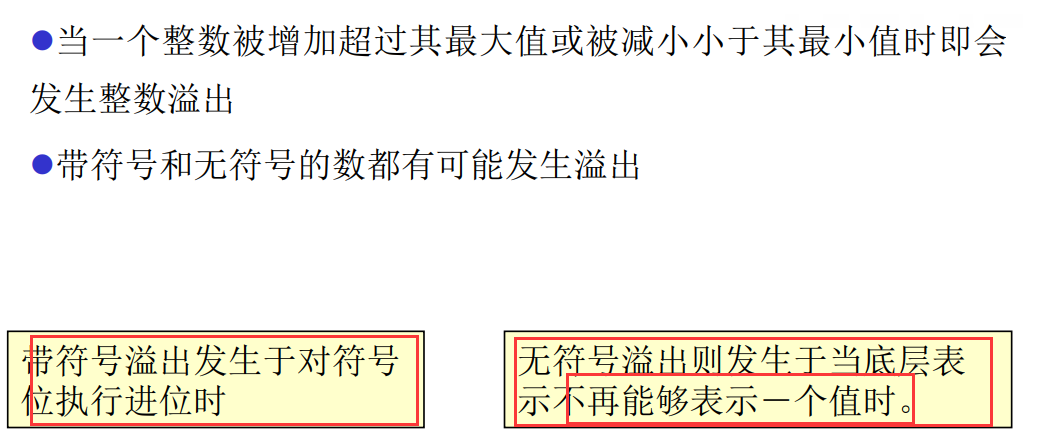 ●当一个整数被增加超过其最大值或被减小小于其最小值时即会
发生整数溢出
●带符号和无符号的数都有可能发生溢出
带符号溢出发生于对符号
位执行进位时
无符号溢出则发生于当底层表
示不再能够表示一个值时。